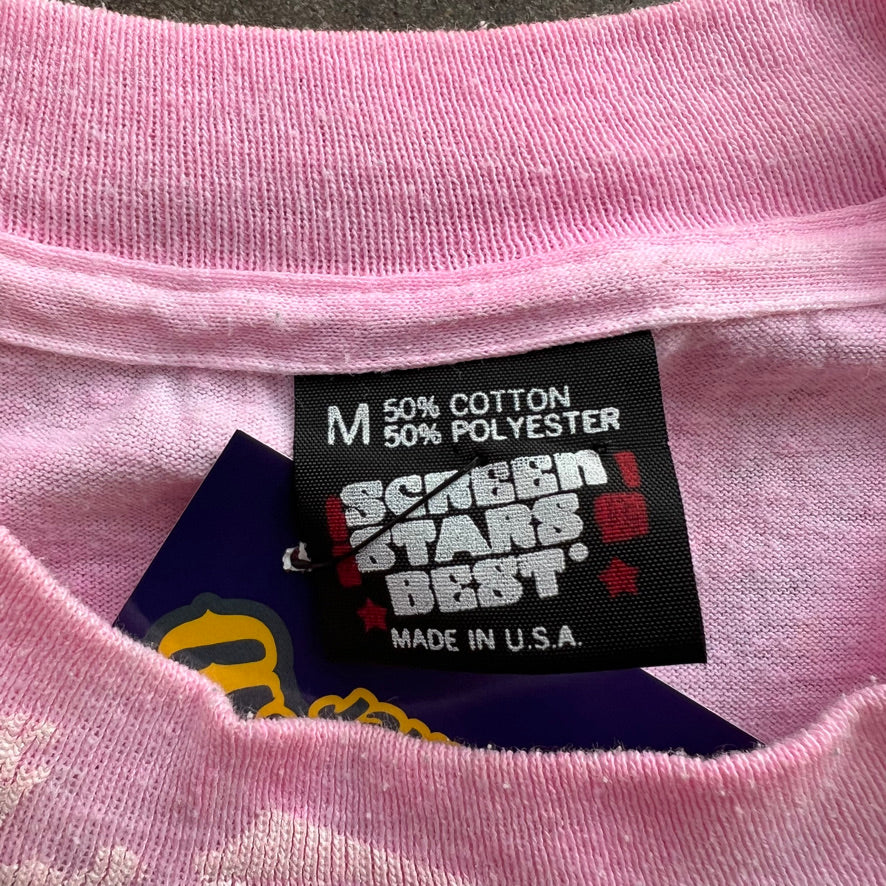 M 50% COTTON
50% POLYESTER
SCREEN
STARS
BEST
MADE IN U.S.A.